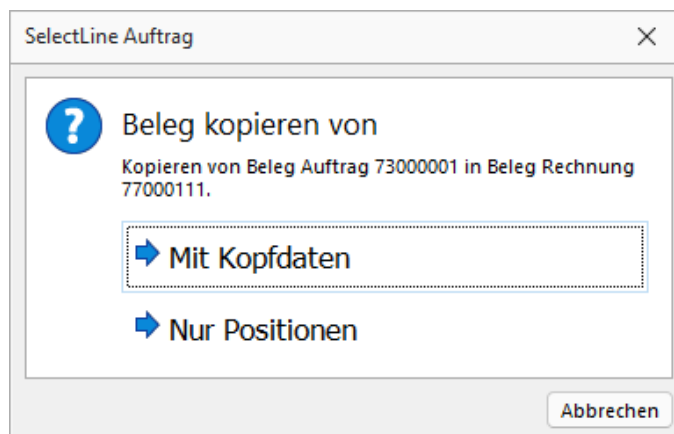 SelectLine Auftrag
?
Beleg kopieren von
Kopieren von Beleg Auftrag 73000001 in Beleg Rechnung
77000111.
Mit Kopfdaten
Nur Positionen
Abbrechen